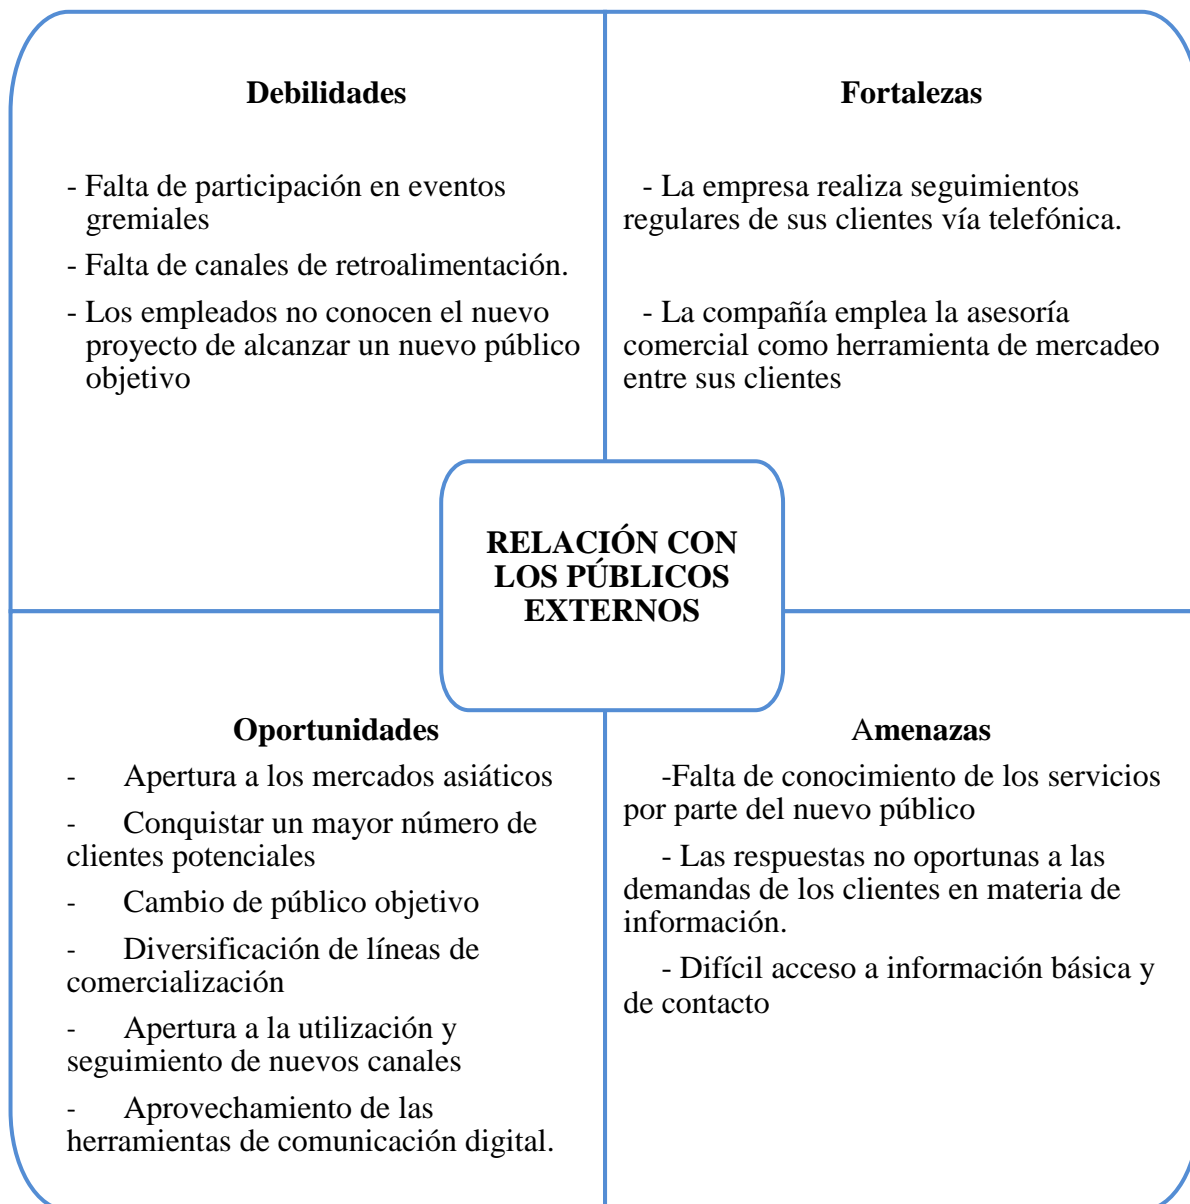 Debilidades
- Falta de participación en eventos
gremiales
- Falta de canales de retroalimentación.
- Los empleados no conocen el nuevo
proyecto de alcanzar un nuevo público
objetivo
Fortalezas
- La empresa realiza seguimientos
regulares de sus clientes vía telefónica.
- La compañía emplea la asesoría
comercial como herramienta de mercadeo
entre sus clientes
RELACIÓN CON
LOS PÚBLICOS
EXTERNOS
Oportunidades
- Apertura a los mercados asiáticos
- Conquistar un mayor número de
clientes potenciales
- Cambio de público objetivo
- Diversificación de líneas de
comercialización
- Apertura a la utilización y
seguimiento de nuevos canales
- Aprovechamiento de las
herramientas de comunicación digital.
Amenazas
-Falta de conocimiento de los servicios
por parte del nuevo público
- Las respuestas no oportunas a las
demandas de los clientes en materia de
información.
- Difícil acceso a información básica y
de contacto